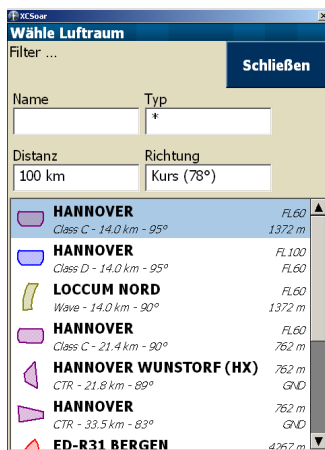 XCSoar
Wähle Luftraum
Filter ...
Schließen
Name Typ
*
Distanz Richtung
100 km Kurs (78°)
HANNOVER FL60
Class C - 14.0 km - 95° 1372 m
HANNOVER FL100
Class D - 14.0 km - 95° FL60
LOCCUM NORD FL60
Wave - 14.0 km - 90° 1372 m
HANNOVER FL60
Class C - 21.4 km - 90° 762 m
HANNOVER WUNSTORF (HX) 762 m
CTR - 21.8 km - 89° GND
HANNOVER 762 m
CTR - 33.5 km - 83° GND
ED-R31 BERGEN 4267 m